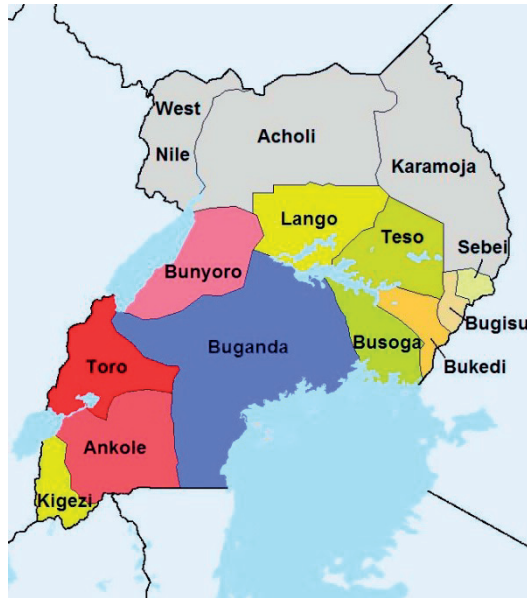 West
Nile
Acholi
Karamoja
Lango
Teso
Sebei
Bunyoro
Bugisu
Buganda
Busoga
Bukedi
Toro
Ankole
Kigezi